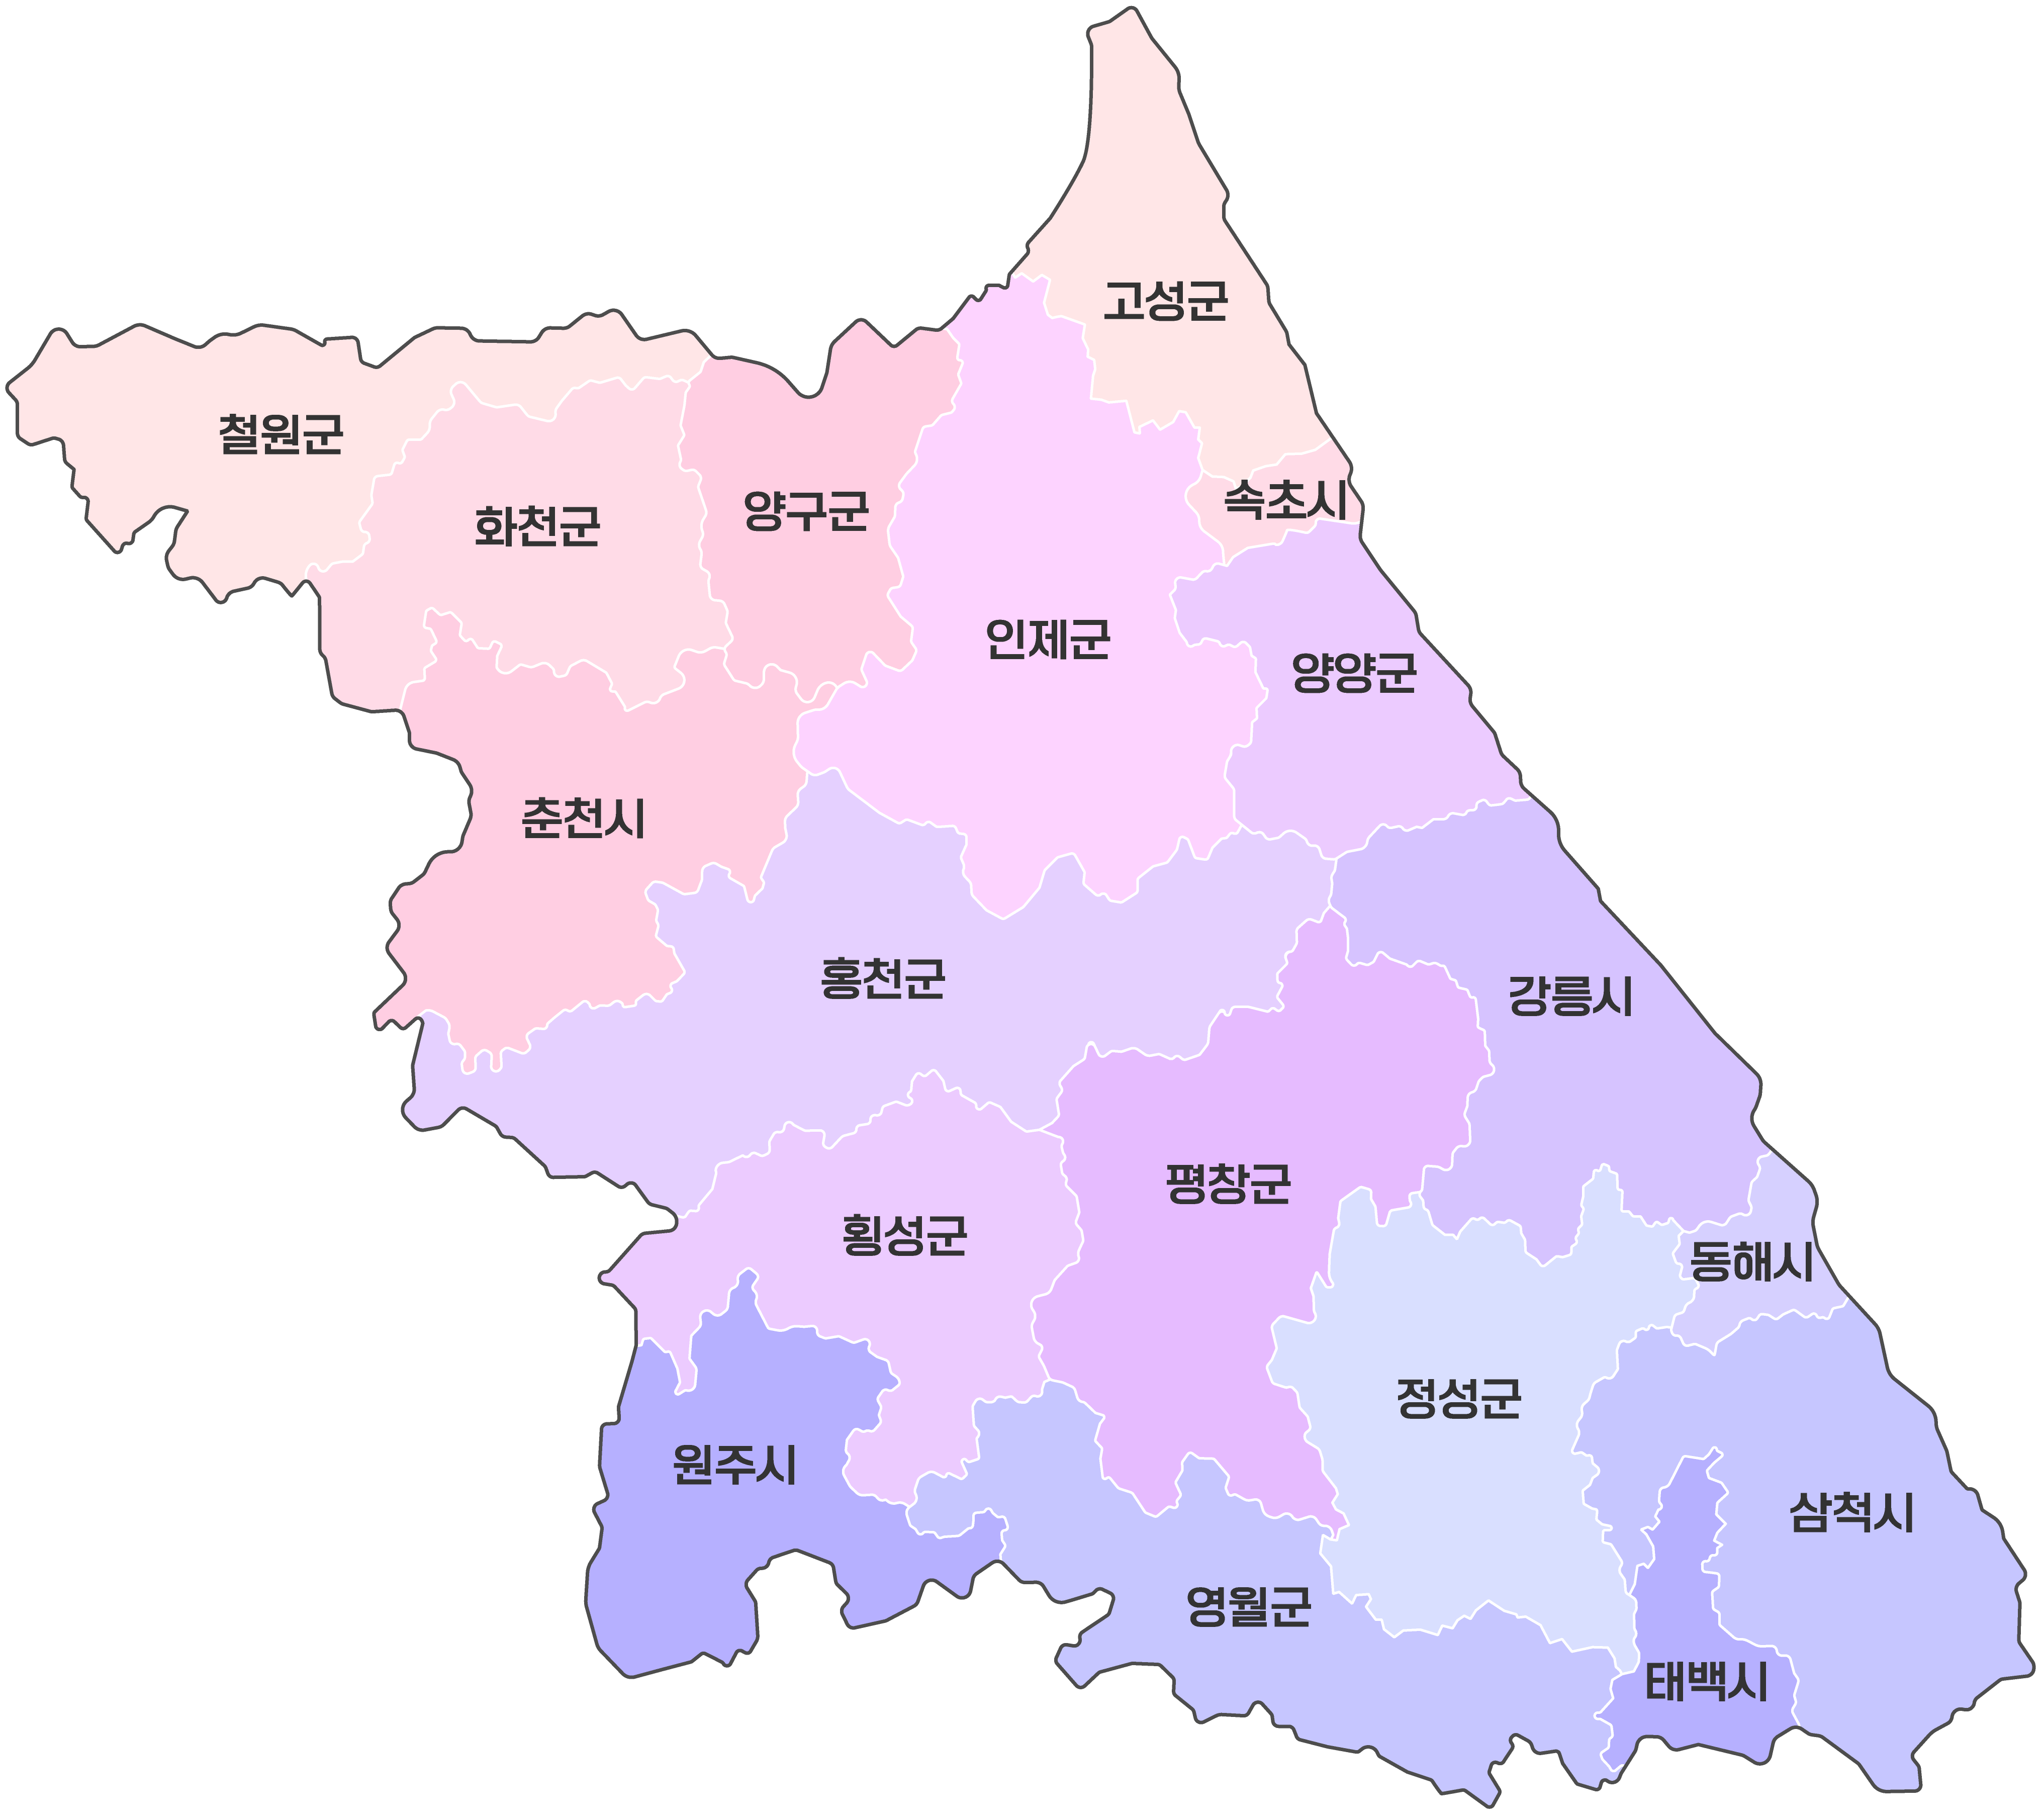 고성군
철원군
속초시
양구군
화천군
인제군
양양군
춘천시
홍천군
강릉시
평창군
횡성군
동해시
정성군
원주시
삼척시
영월군
태백시